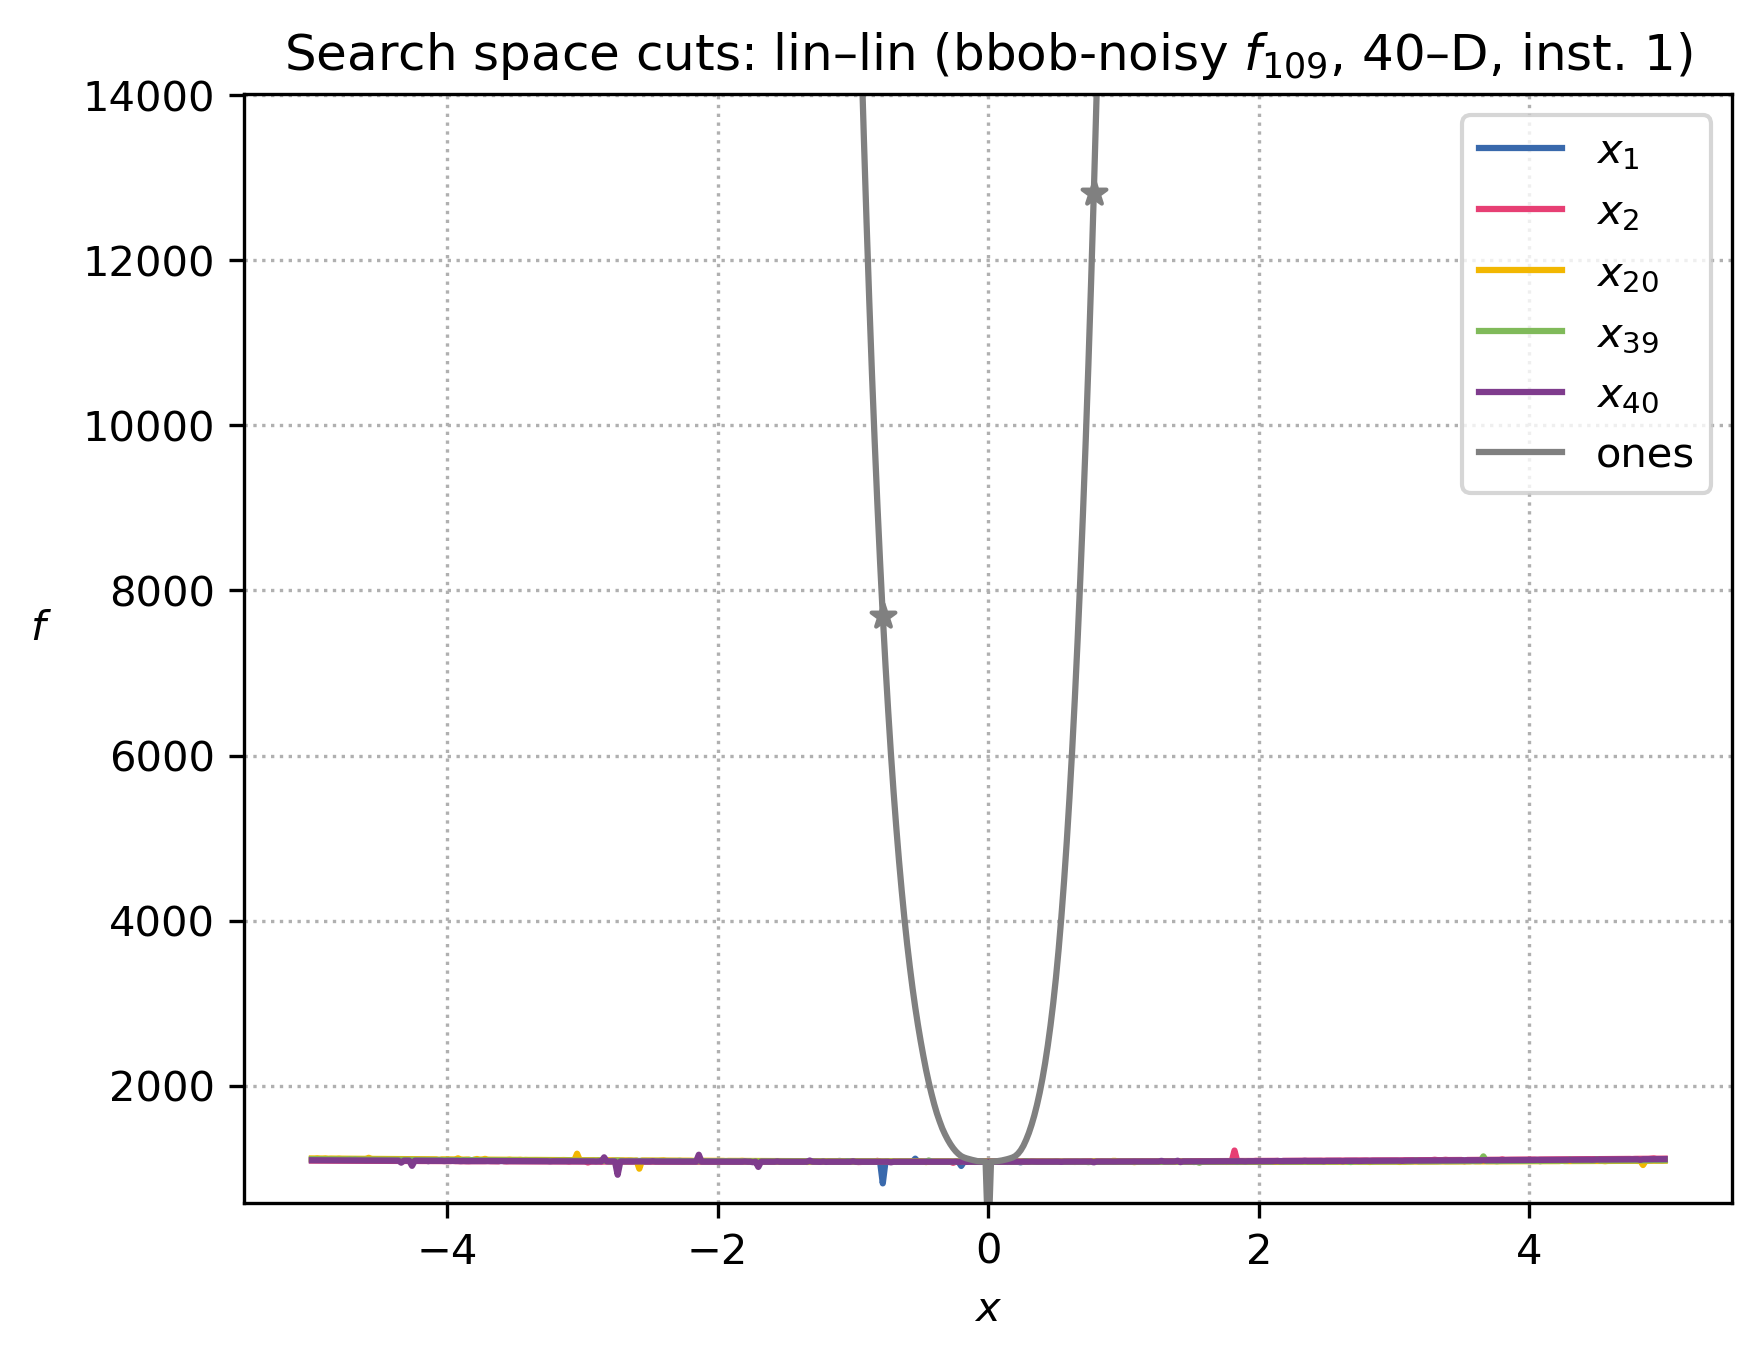 Search space cuts: lin–lin (bbob-noisy f₁₀₉, 40–D, inst. 1)
14000
12000
10000
8000
6000
4000
2000
f
−4
−2
0
2
4
x
x₁
x₂
x₂₀
x₃₉
x₄₀
ones